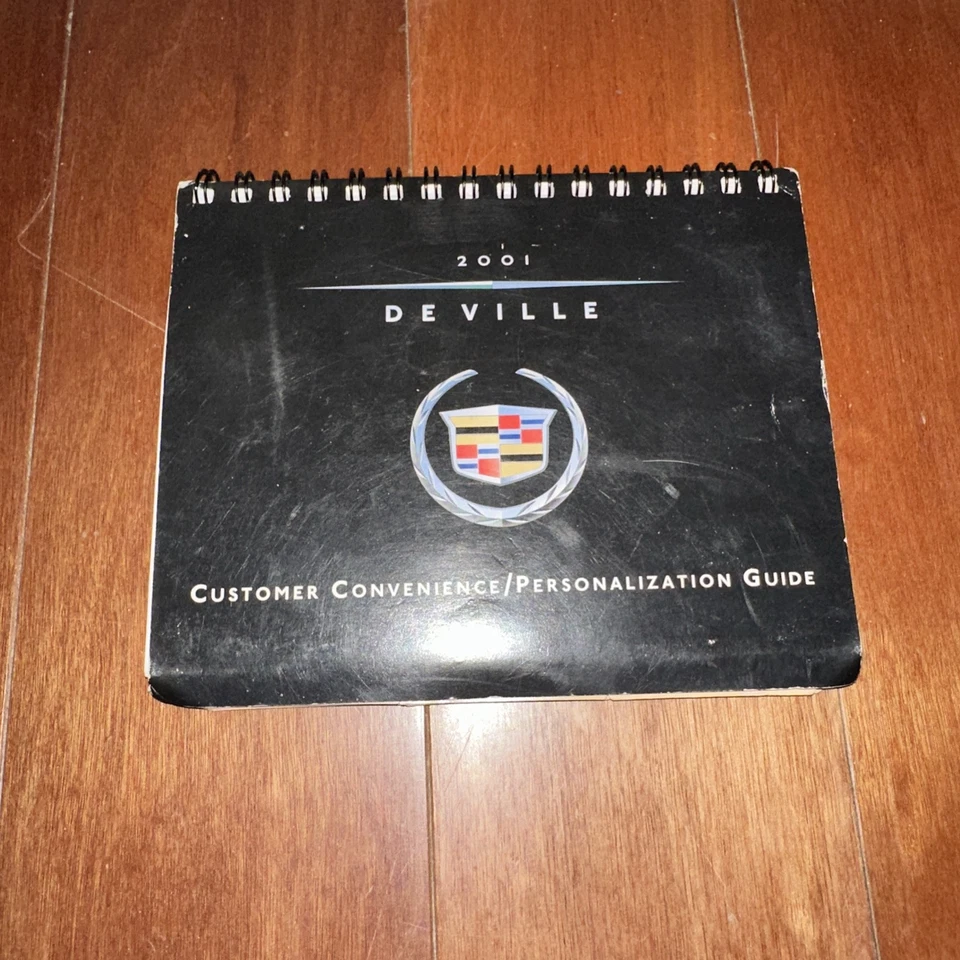 2001
DEVILLE
CUSTOMER CONVENIENCE/PERSONALIZATION GUIDE